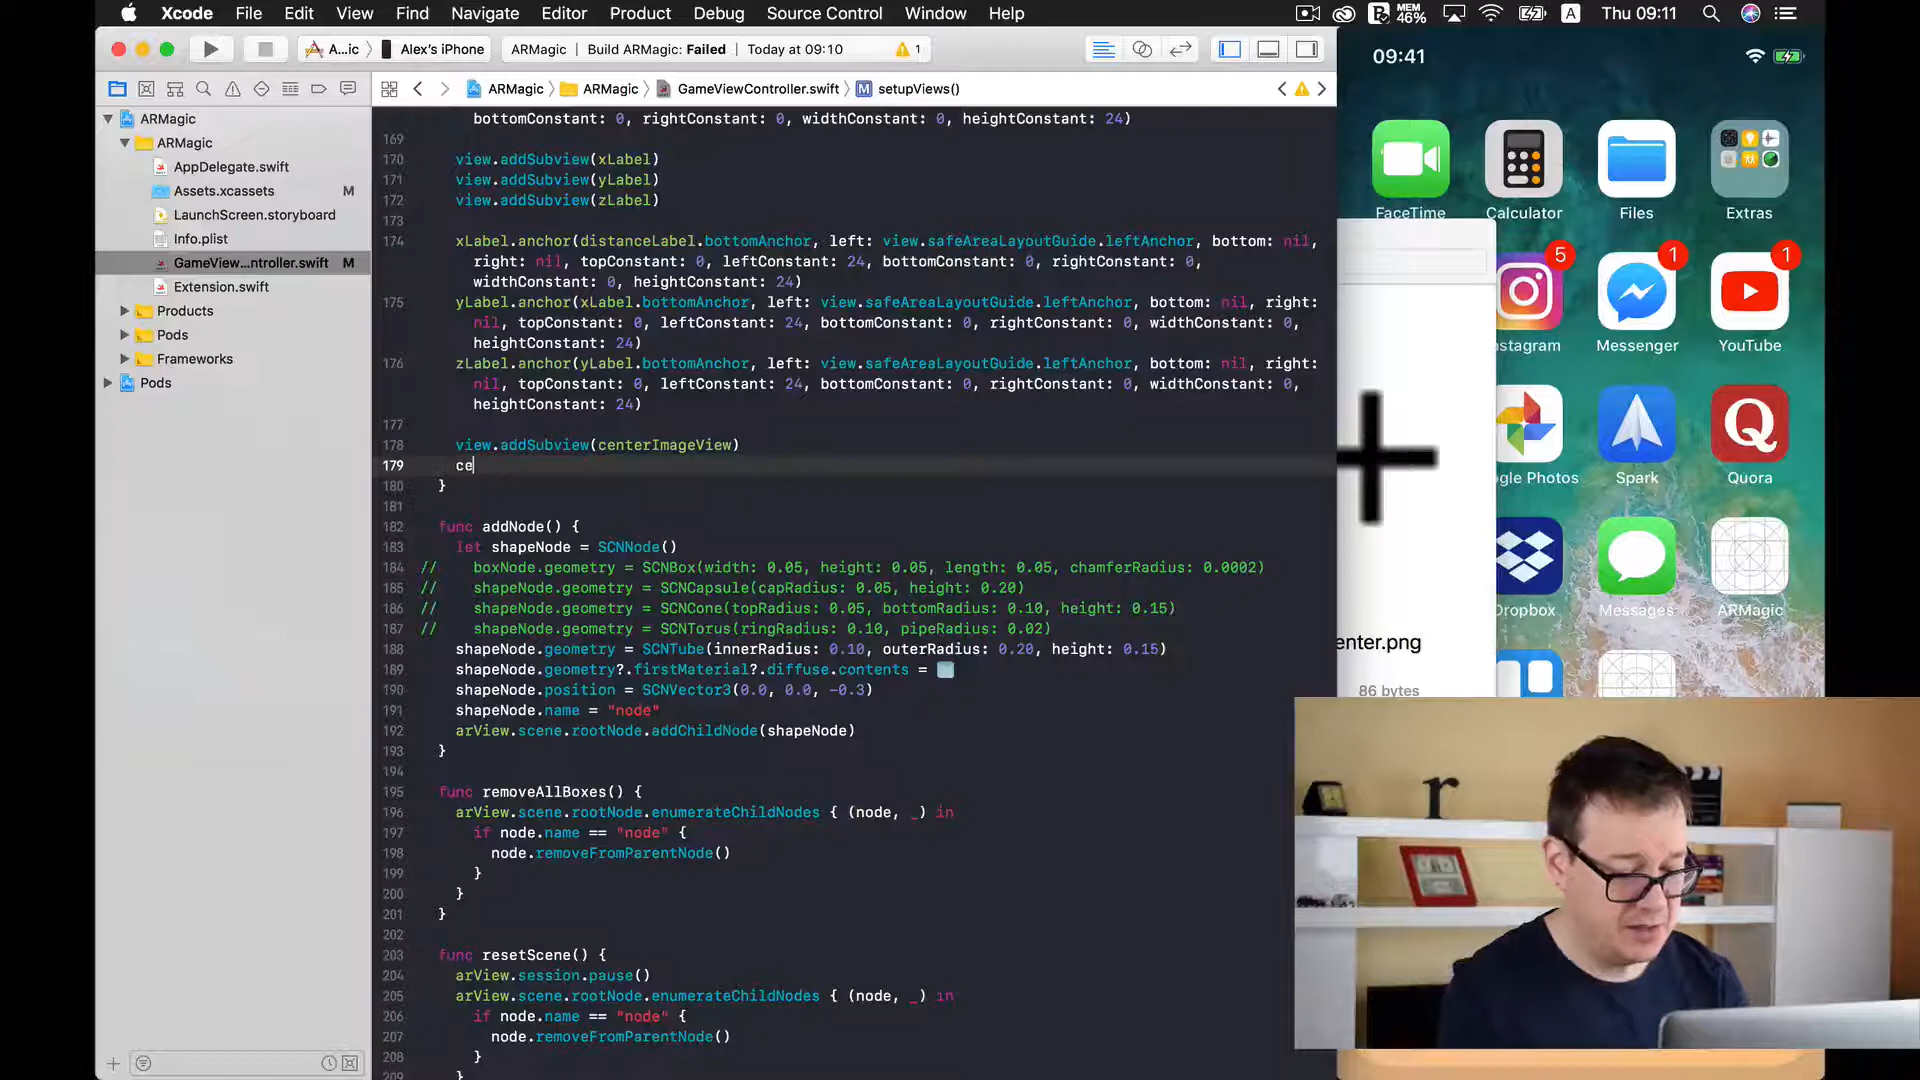 Xcode File Edit View Find Navigate Editor Product Debug Source Control Window Help
MEM 46% A Thu 09:11
A...ic Alex's iPhone ARMagic Build ARMagic: Failed Today at 09:10 1
ARMagic ARMagic GameViewController.swift M setupViews()
ARMagic
ARMagic
AppDelegate.swift
Assets.xcassets M
LaunchScreen.storyboard
Info.plist
GameView...ntroller.swift M
Extension.swift
Products
Pods
Frameworks
Pods
bottomConstant: 0, rightConstant: 0, widthConstant: 0, heightConstant: 24)
169
170 view.addSubview(xLabel)
171 view.addSubview(yLabel)
172 view.addSubview(zLabel)
173
174 xLabel.anchor(distanceLabel.bottomAnchor, left: view.safeAreaLayoutGuide.leftAnchor, bottom: nil,
right: nil, topConstant: 0, leftConstant: 24, bottomConstant: 0, rightConstant: 0,
widthConstant: 0, heightConstant: 24)
175 yLabel.anchor(xLabel.bottomAnchor, left: view.safeAreaLayoutGuide.leftAnchor, bottom: nil, right:
nil, topConstant: 0, leftConstant: 24, bottomConstant: 0, rightConstant: 0, widthConstant: 0,
heightConstant: 24)
176 zLabel.anchor(yLabel.bottomAnchor, left: view.safeAreaLayoutGuide.leftAnchor, bottom: nil, right:
nil, topConstant: 0, leftConstant: 24, bottomConstant: 0, rightConstant: 0, widthConstant: 0,
heightConstant: 24)
177
178 view.addSubview(centerImageView)
179 ce
180 }
181
182 func addNode() {
183 let shapeNode = SCNNode()
184 // boxNode.geometry = SCNBox(width: 0.05, height: 0.05, length: 0.05, chamferRadius: 0.0002)
185 // shapeNode.geometry = SCNCapsule(capRadius: 0.05, height: 0.20)
186 // shapeNode.geometry = SCNCone(topRadius: 0.05, bottomRadius: 0.10, height: 0.15)
187 // shapeNode.geometry = SCNTorus(ringRadius: 0.10, pipeRadius: 0.02)
188 shapeNode.geometry = SCNTube(innerRadius: 0.10, outerRadius: 0.20, height: 0.15)
189 shapeNode.geometry?.firstMaterial?.diffuse.contents =
190 shapeNode.position = SCNVector3(0.0, 0.0, -0.3)
191 shapeNode.name = "node"
192 arView.scene.rootNode.addChildNode(shapeNode)
193 }
194
195 func removeAllBoxes() {
196 arView.scene.rootNode.enumerateChildNodes { (node, _) in
197 if node.name == "node" {
198 node.removeFromParentNode()
199 }
200 }
201 }
202
203 func resetScene() {
204 arView.session.pause()
205 arView.scene.rootNode.enumerateChildNodes { (node, _) in
206 if node.name == "node" {
207 node.removeFromParentNode()
208 }
209 }
09:41
FaceTime Calculator Files Extras
5 1 1
nstagram Messenger YouTube
gle Photos Spark Quora
Dropbox Messages ARMagic
enter.png
86 bytes